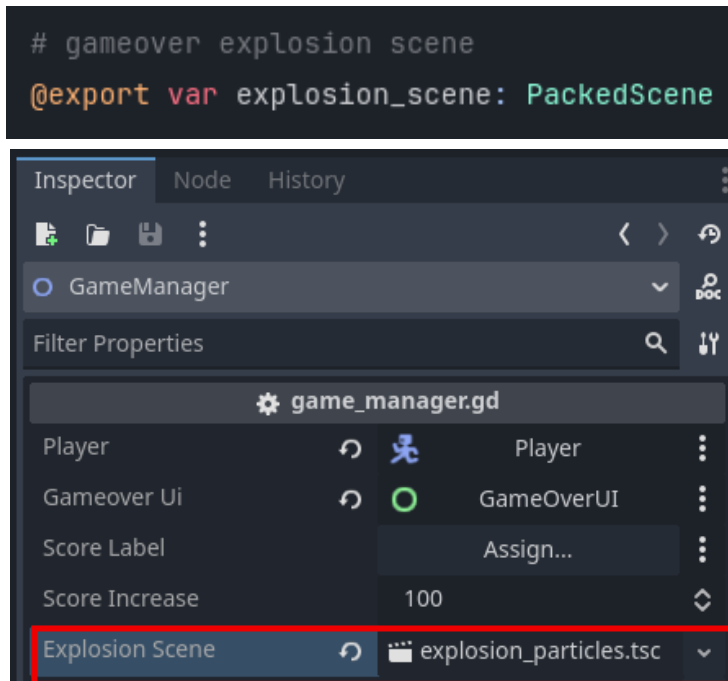 # gameover explosion scene
@export var explosion_scene: PackedScene
Inspector Node History
GameManager
DOC
Filter Properties
game_manager.gd
Player Player
Gameover Ui GameOverUI
Score Label Assign...
Score Increase 100
Explosion Scene explosion_particles.tsc